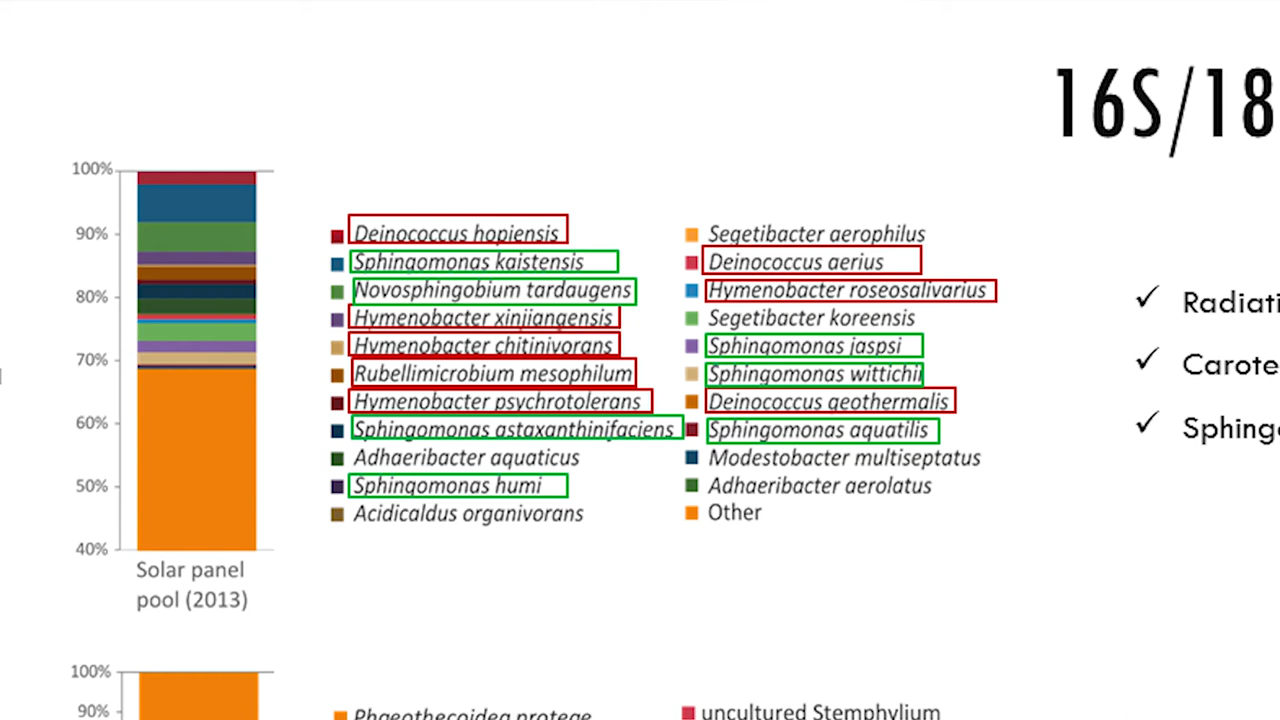 16S/18
100%
90%
80%
70%
60%
50%
40%
Solar panel
pool (2013)
Deinococcus hopiensis
Sphingomonas kaistensis
Novosphingobium tardaugens
Hymenobacter xinjiangensis
Hymenobacter chitinivorans
Rubellimicrobium mesophilum
Hymenobacter psychrotolerans
Sphingomonas astaxanthinifaciens
Adhaeribacter aquaticus
Sphingomonas humi
Acidicaldus organivorans
Segetibacter aerophilus
Deinococcus aerius
Hymenobacter roseosalivarius
Segetibacter koreensis
Sphingomonas jaspsi
Sphingomonas wittichii
Deinococcus geothermalis
Sphingomonas aquatilis
Modestobacter multiseptatus
Adhaeribacter aerolatus
Other
✓ Radiati
✓ Carote
✓ Sphing
100%
90%
Phaeothecoidea protege
uncultured Stemphylium